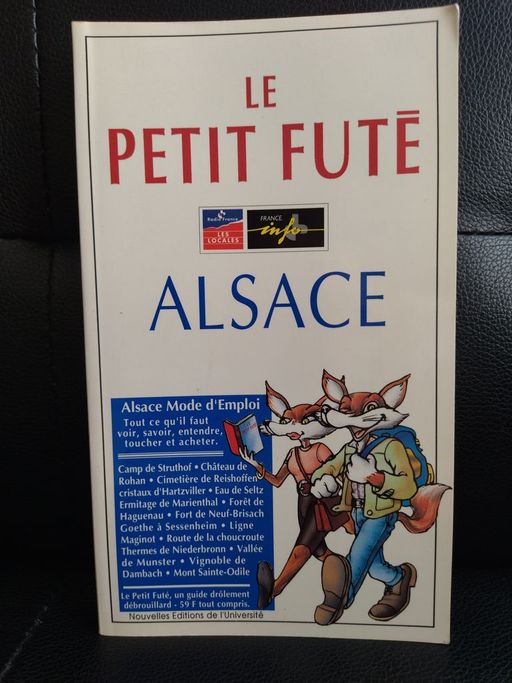 LE
PETIT FUTÉ
Radio France
LES
LOCALES
FRANCE
info
ALSACE
Alsace Mode d'Emploi
Tout ce qu'il faut
voir, savoir, entendre,
toucher et acheter.
Camp de Struthof • Château de
Rohan • Cimetière de Reishoffen
cristaux d'Hartzviller • Eau de Seltz
Ermitage de Marienthal • Forêt de
Haguenau • Fort de Neuf-Brisach
Goethe à Sessenheim • Ligne
Maginot • Route de la choucroute
Thermes de Niederbronn • Vallée
de Munster • Vignoble de
Dambach • Mont Sainte-Odile
Le Petit Futé, un guide drôlement
débrouillard - 59 F tout compris.
Nouvelles Editions de l'Université